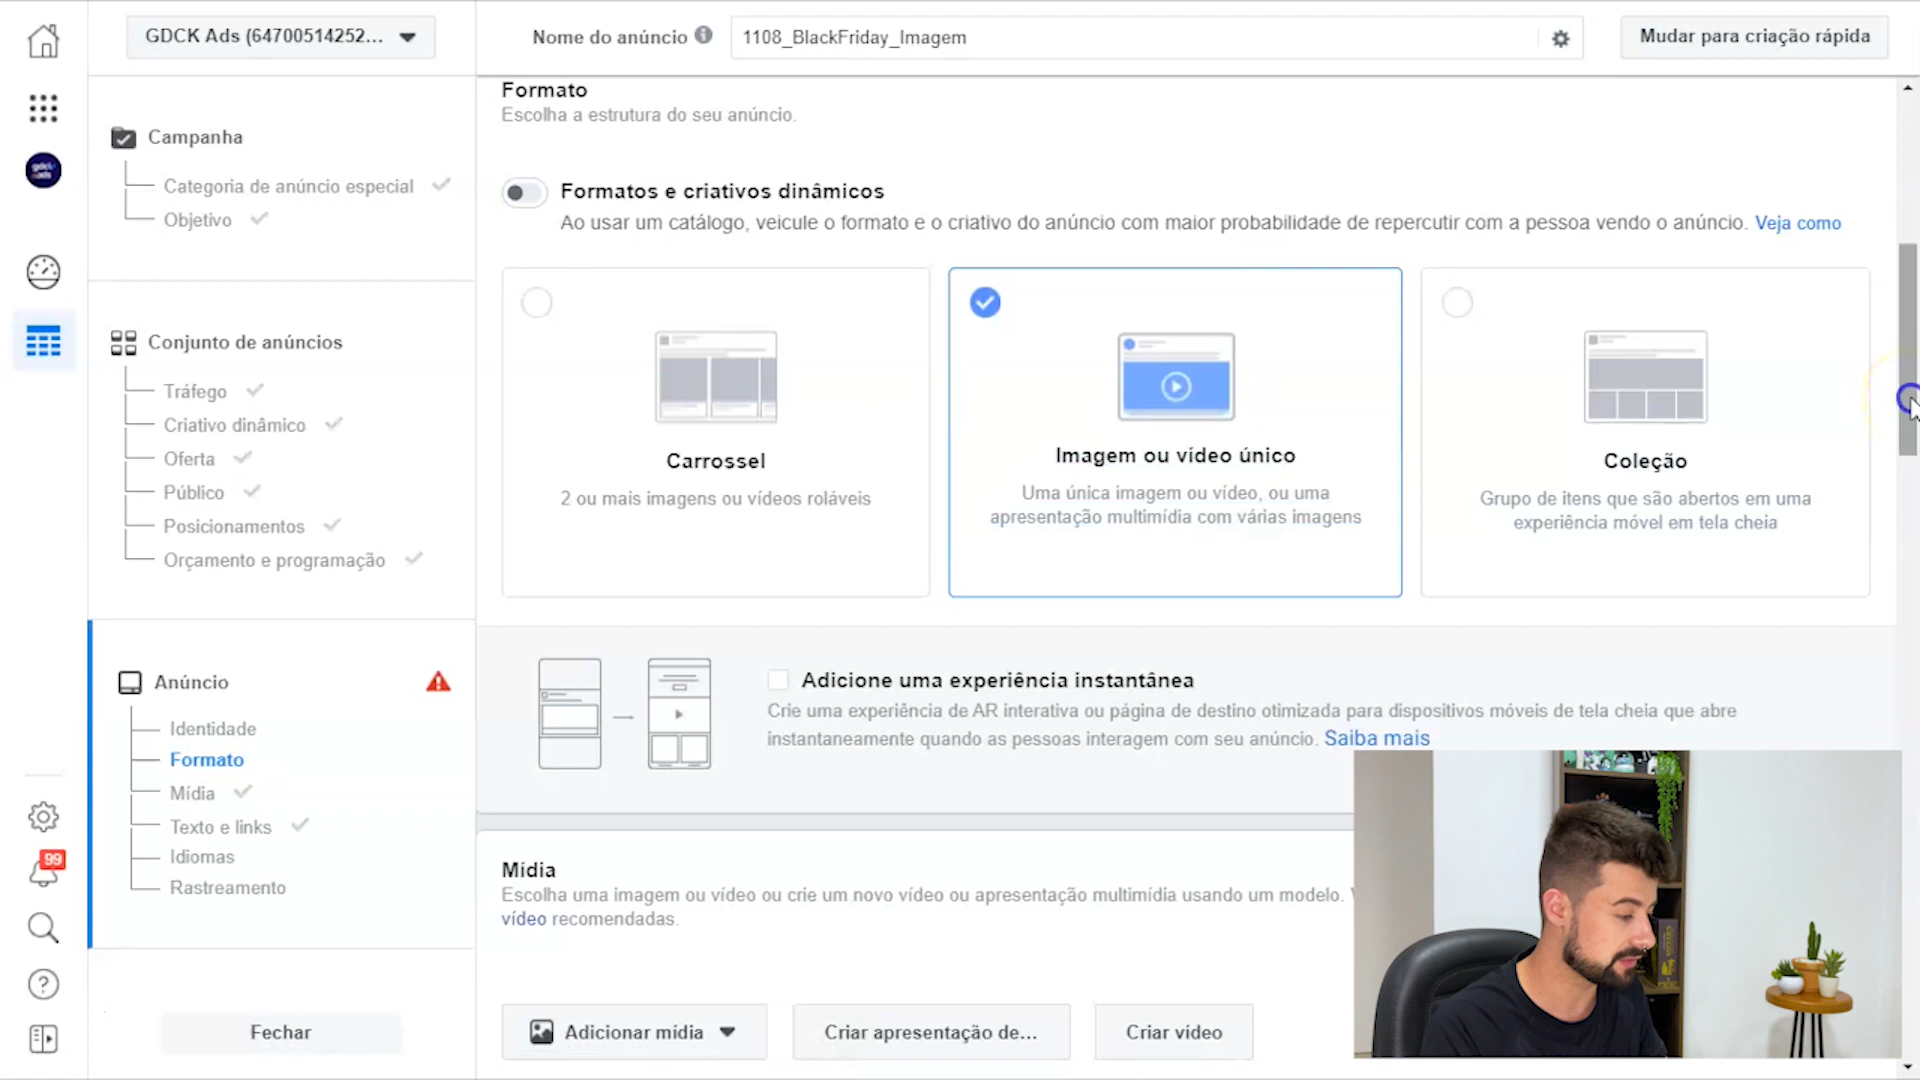 GDCK Ads (64700514252...
Nome do anúncio
1108_BlackFriday_Imagem
Mudar para criação rápida
Formato
Escolha a estrutura do seu anúncio.
Campanha
Categoria de anúncio especial
Objetivo
Formatos e criativos dinâmicos
Ao usar um catálogo, veicule o formato e o criativo do anúncio com maior probabilidade de repercutir com a pessoa vendo o anúncio. Veja como
Conjunto de anúncios
Tráfego
Criativo dinâmico
Oferta
Público
Posicionamentos
Orçamento e programação
Carrossel
2 ou mais imagens ou vídeos roláveis
Imagem ou vídeo único
Uma única imagem ou vídeo, ou uma
apresentação multimídia com várias imagens
Coleção
Grupo de itens que são abertos em uma
experiência móvel em tela cheia
Anúncio
Identidade
Formato
Mídia
Texto e links
Idiomas
Rastreamento
Adicione uma experiência instantânea
Crie uma experiência de AR interativa ou página de destino otimizada para dispositivos móveis de tela cheia que abre
instantaneamente quando as pessoas interagem com seu anúncio. Saiba mais
Mídia
Escolha uma imagem ou vídeo ou crie um novo vídeo ou apresentação multimídia usando um modelo.
vídeo recomendadas.
99
Fechar
Adicionar mídia
Criar apresentação de...
Criar vídeo